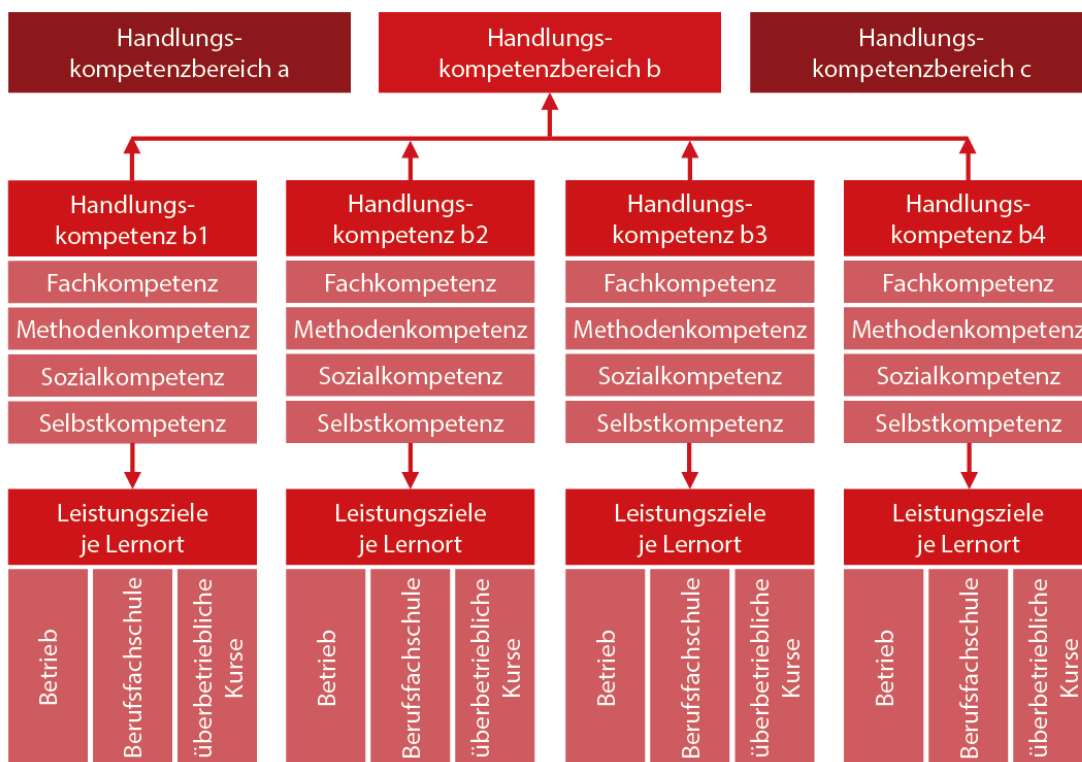 Handlungs-
kompetenzbereich a
Handlungs-
kompetenzbereich b
Handlungs-
kompetenzbereich c
Handlungs-
kompetenz b1
Fachkompetenz
Methodenkompetenz
Sozialkompetenz
Selbstkompetenz
Leistungsziele
je Lernort
Betrieb
Berufsfachschule
überbetriebliche
Kurse
Handlungs-
kompetenz b2
Fachkompetenz
Methodenkompetenz
Sozialkompetenz
Selbstkompetenz
Leistungsziele
je Lernort
Betrieb
Berufsfachschule
überbetriebliche
Kurse
Handlungs-
kompetenz b3
Fachkompetenz
Methodenkompetenz
Sozialkompetenz
Selbstkompetenz
Leistungsziele
je Lernort
Betrieb
Berufsfachschule
überbetriebliche
Kurse
Handlungs-
kompetenz b4
Fachkompetenz
Methodenkompetenz
Sozialkompetenz
Selbstkompetenz
Leistungsziele
je Lernort
Betrieb
Berufsfachschule
überbetriebliche
Kurse